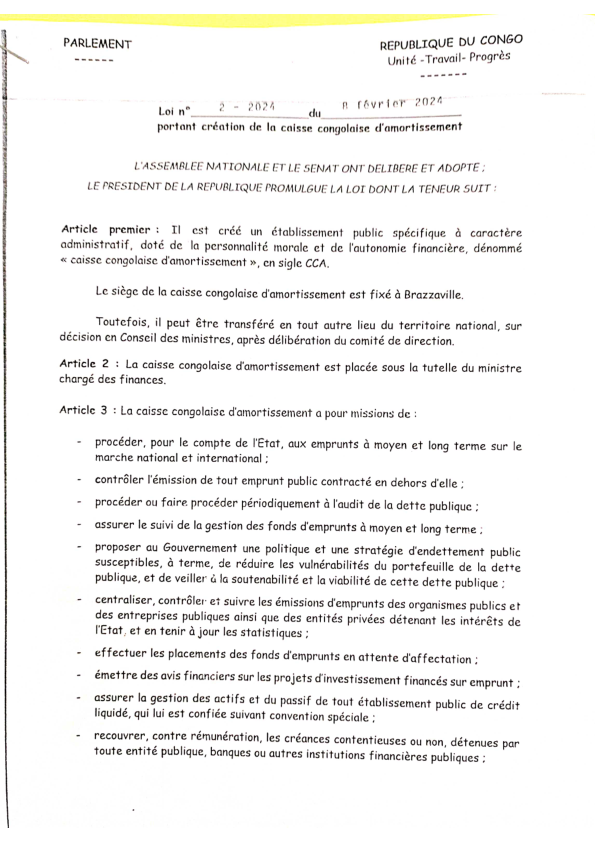 PARLEMENT
------
REPUBLIQUE DU CONGO
Unité -Travail- Progrès
-------
Loi n° 2 - 2024 du février 2024
portant création de la caisse congolaise d'amortissement
L'ASSEMBLEE NATIONALE ET LE SENAT ONT DELIBERE ET ADOPTE ;
LE PRESIDENT DE LA REPUBLIQUE PROMULGUE LA LOI DONT LA TENEUR SUIT :
Article premier : Il est créé un établissement public spécifique à caractère
administratif, doté de la personnalité morale et de l'autonomie financière, dénommé
« caisse congolaise d'amortissement », en sigle CCA.
Le siège de la caisse congolaise d'amortissement est fixé à Brazzaville.
Toutefois, il peut être transféré en tout autre lieu du territoire national, sur
décision en Conseil des ministres, après délibération du comité de direction.
Article 2 : La caisse congolaise d'amortissement est placée sous la tutelle du ministre
chargé des finances.
Article 3 : La caisse congolaise d'amortissement a pour missions de :
- procéder, pour le compte de l'Etat, aux emprunts à moyen et long terme sur le
marche national et international ;
- contrôler l'émission de tout emprunt public contracté en dehors d'elle ;
- procéder ou faire procéder périodiquement à l'audit de la dette publique ;
- assurer le suivi de la gestion des fonds d'emprunts à moyen et long terme ;
- proposer au Gouvernement une politique et une stratégie d'endettement public
susceptibles, à terme, de réduire les vulnérabilités du portefeuille de la dette
publique, et de veiller à la soutenabilité et la viabilité de cette dette publique ;
- centraliser, contrôler et suivre les émissions d'emprunts des organismes publics et
des entreprises publiques ainsi que des entités privées détenant les intérêts de
l'Etat, et en tenir à jour les statistiques ;
- effectuer les placements des fonds d'emprunts en attente d'affectation ;
- émettre des avis financiers sur les projets d'investissement financés sur emprunt ;
- assurer la gestion des actifs et du passif de tout établissement public de crédit
liquidé, qui lui est confiée suivant convention spéciale ;
- recouvrer, contre rémunération, les créances contentieuses ou non, détenues par
toute entité publique, banques ou autres institutions financières publiques ;